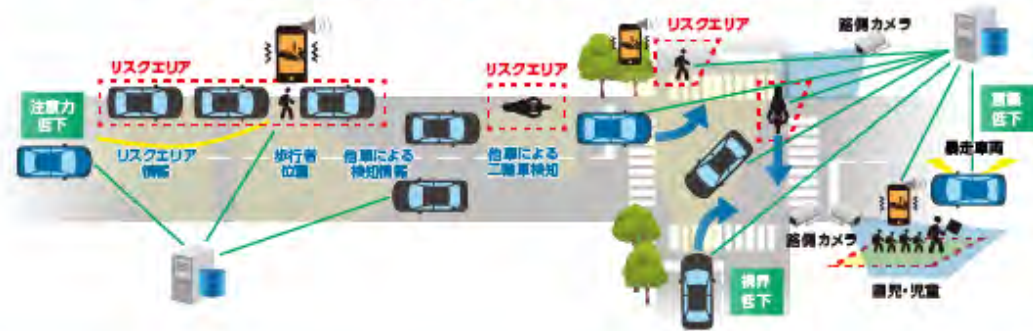 リスクエリア
注意力
低下
リスクエリア
情報
歩行者
位置
他車による
検知情報
リスクエリア
他車による
二輪車検知
リスクエリア
路側カメラ
視界
低下
路側カメラ
低下
暴走車両
園児・児童